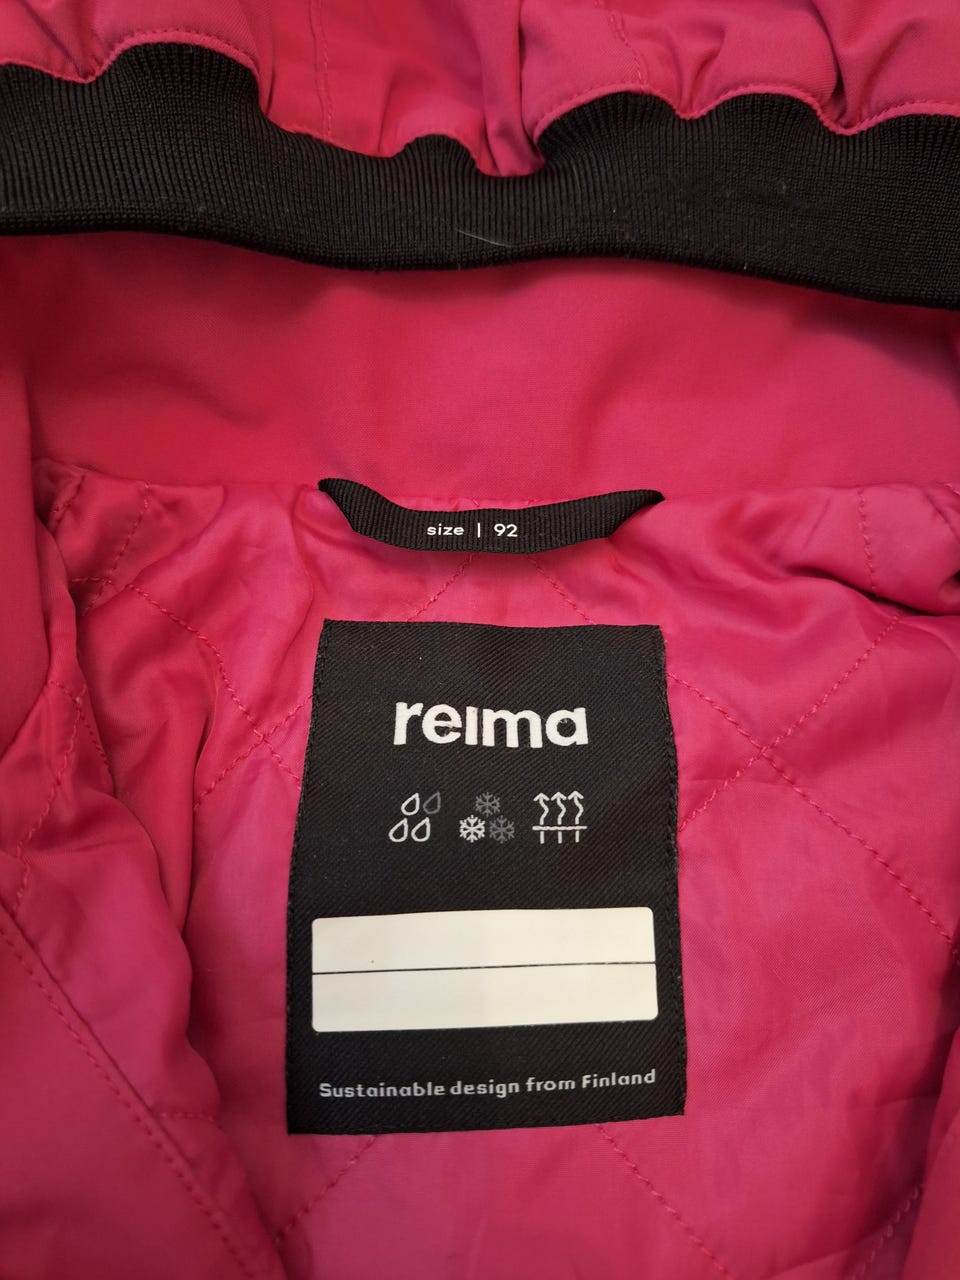 size | 92
reima
Sustainable design from Finland